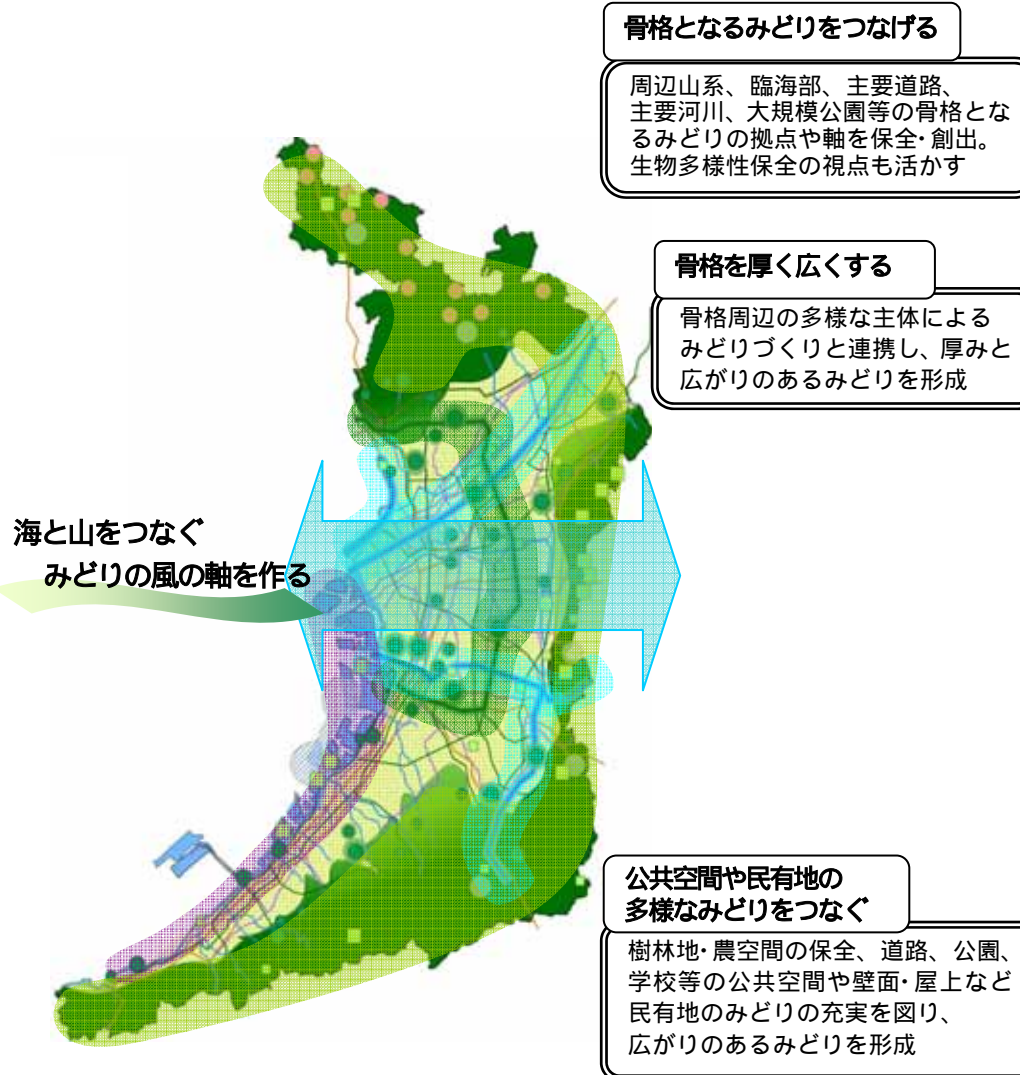 骨格となるみどりをつなげる
周辺山系、臨海部、主要道路、
主要河川、大規模公園等の骨格とな
るみどりの拠点や軸を保全・創出。
生物多様性保全の視点も活かす
骨格を厚く広くする
骨格周辺の多様な主体による
みどりづくりと連携し、厚みと
広がりのあるみどりを形成
海と山をつなぐ
みどりの風の軸を作る
公共空間や民有地の
多様なみどりをつなぐ
樹林地・農空間の保全、道路、公園、
学校等の公共空間や壁面・屋上など
民有地のみどりの充実を図り、
広がりのあるみどりを形成